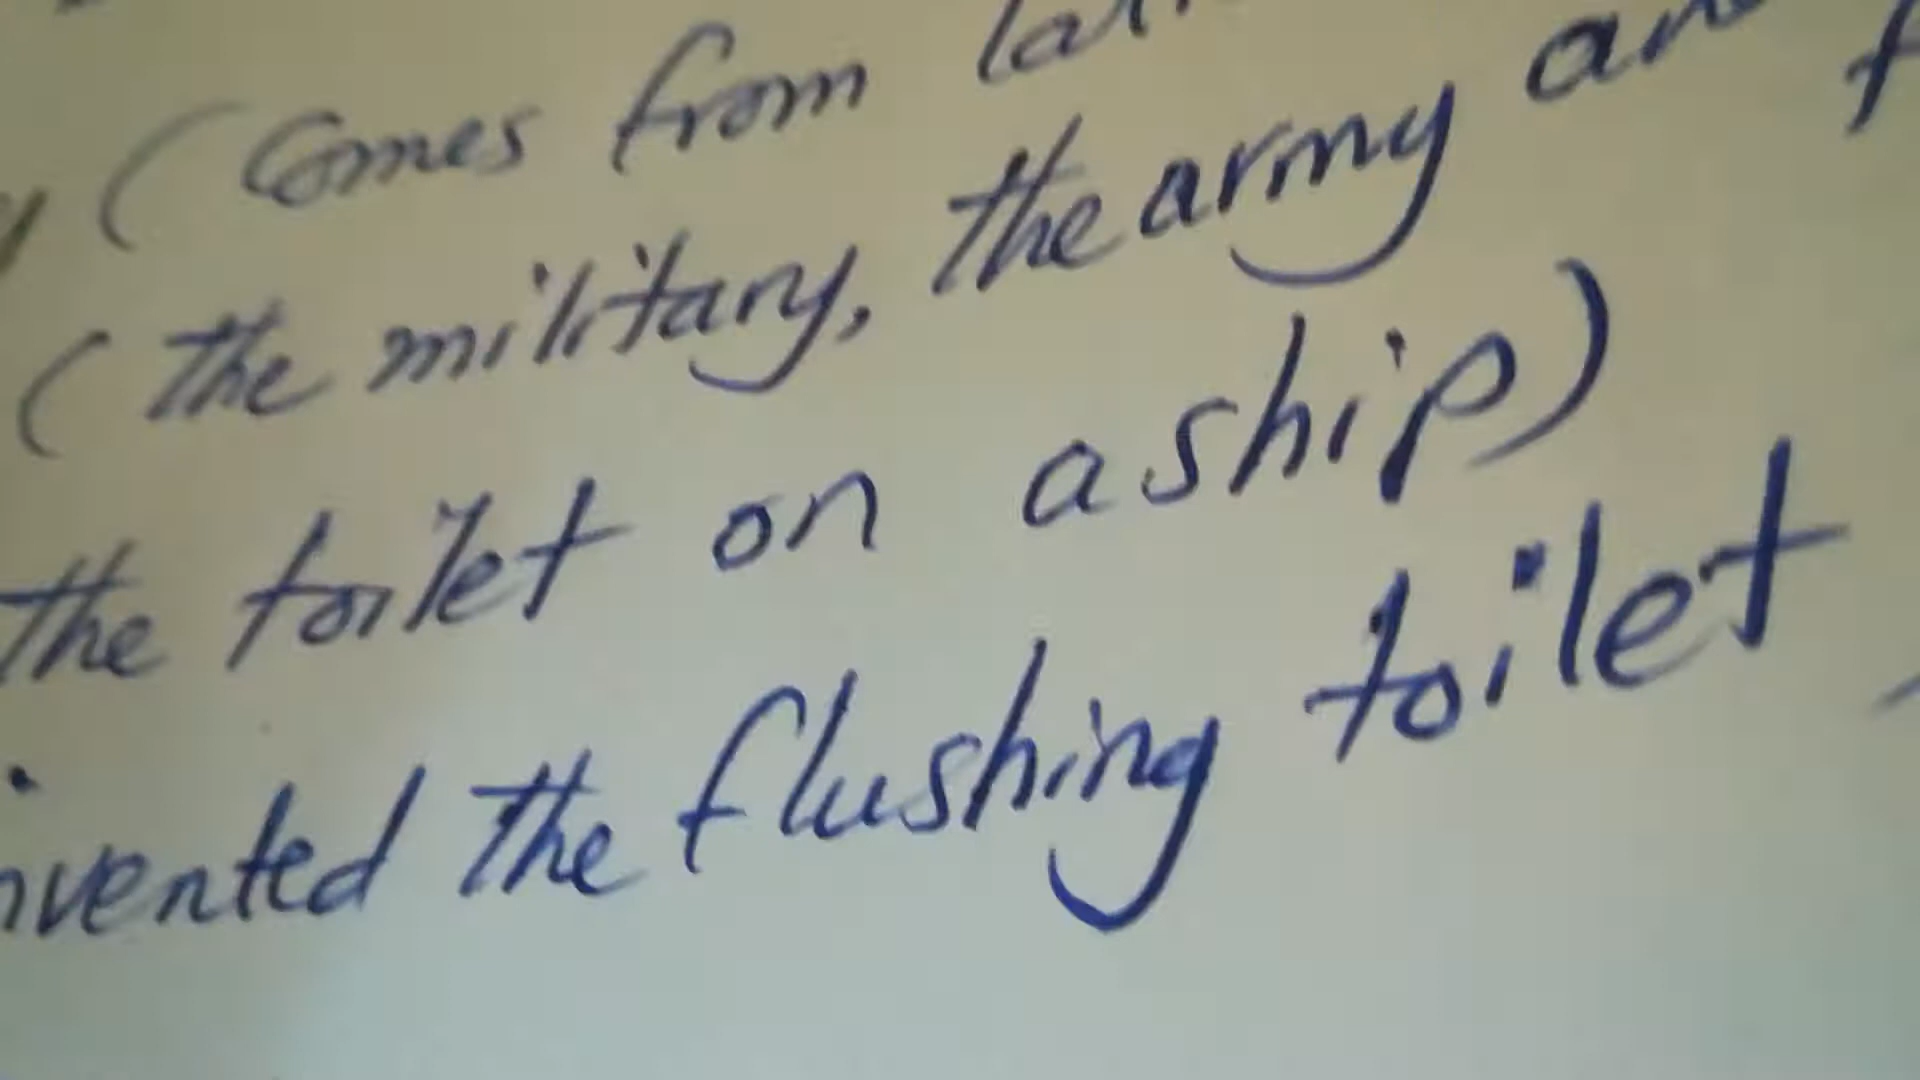 ( Comes from
( the military, the army
the toilet on a ship)
the flushing toilet